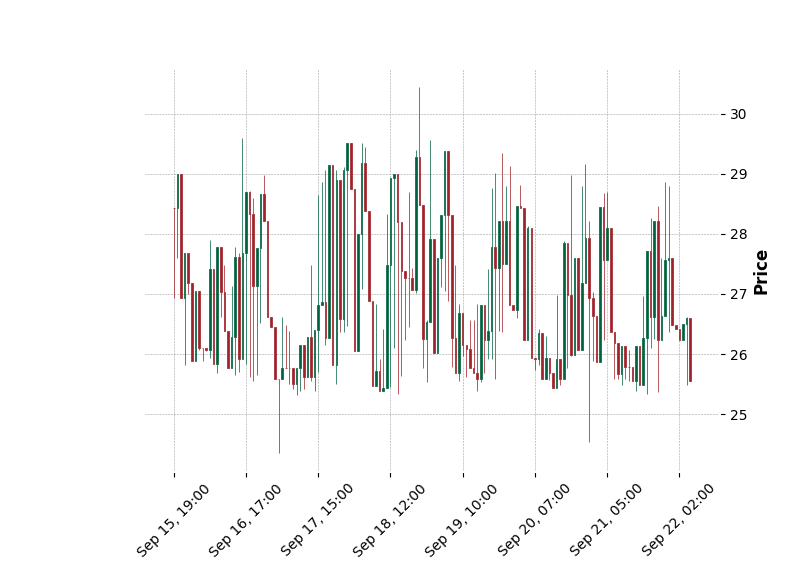 30
29
28
27
26
25
Price
Sep 15, 19:00
Sep 16, 17:00
Sep 17, 15:00
Sep 18, 12:00
Sep 19, 10:00
Sep 20, 07:00
Sep 21, 05:00
Sep 22, 02:00